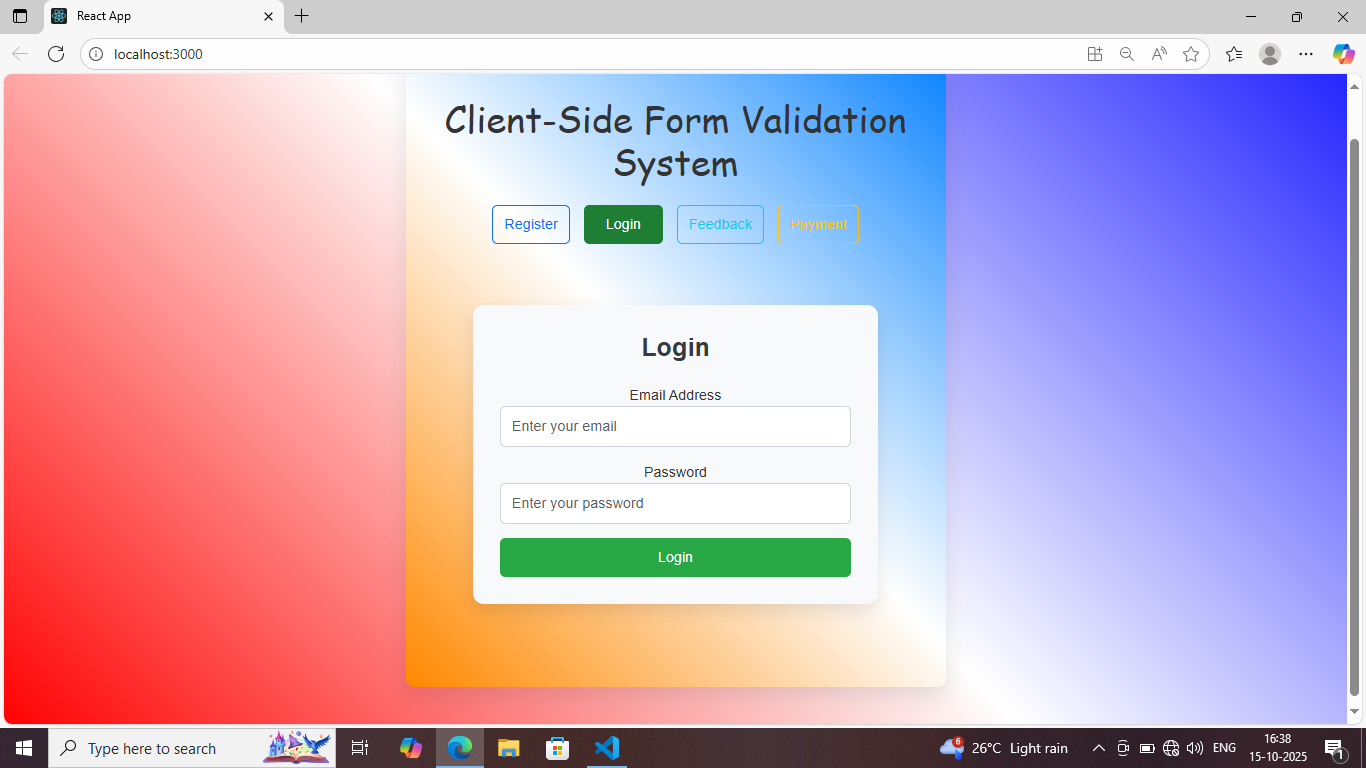 React App
localhost:3000
Client-Side Form Validation
System
Register Login Feedback Payment
Login
Email Address
Enter your email
Password
Enter your password
Login
Type here to search
6
26°C Light rain
ENG
16:38
15-10-2025
1